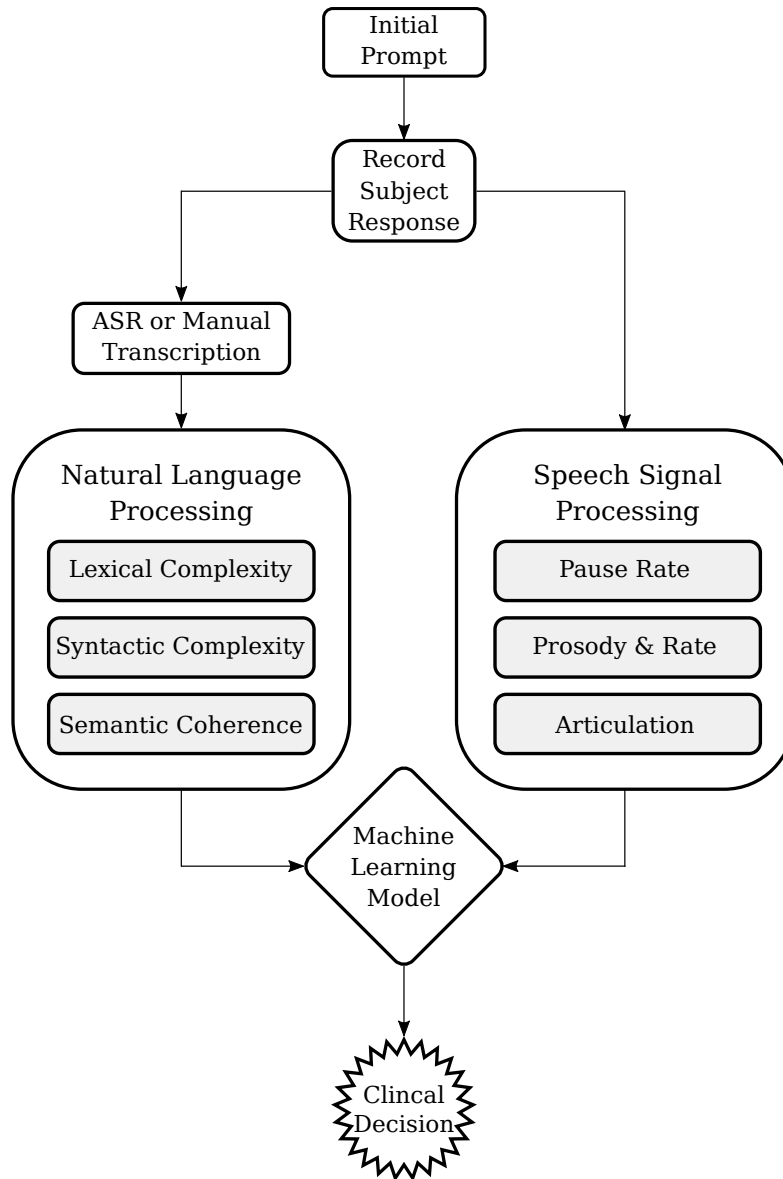 Initial
Prompt
Record
Subject
Response
ASR or Manual
Transcription
Natural Language
Processing
Lexical Complexity
Syntactic Complexity
Semantic Coherence
Speech Signal
Processing
Pause Rate
Prosody & Rate
Articulation
Machine
Learning
Model
Clincal
Decision